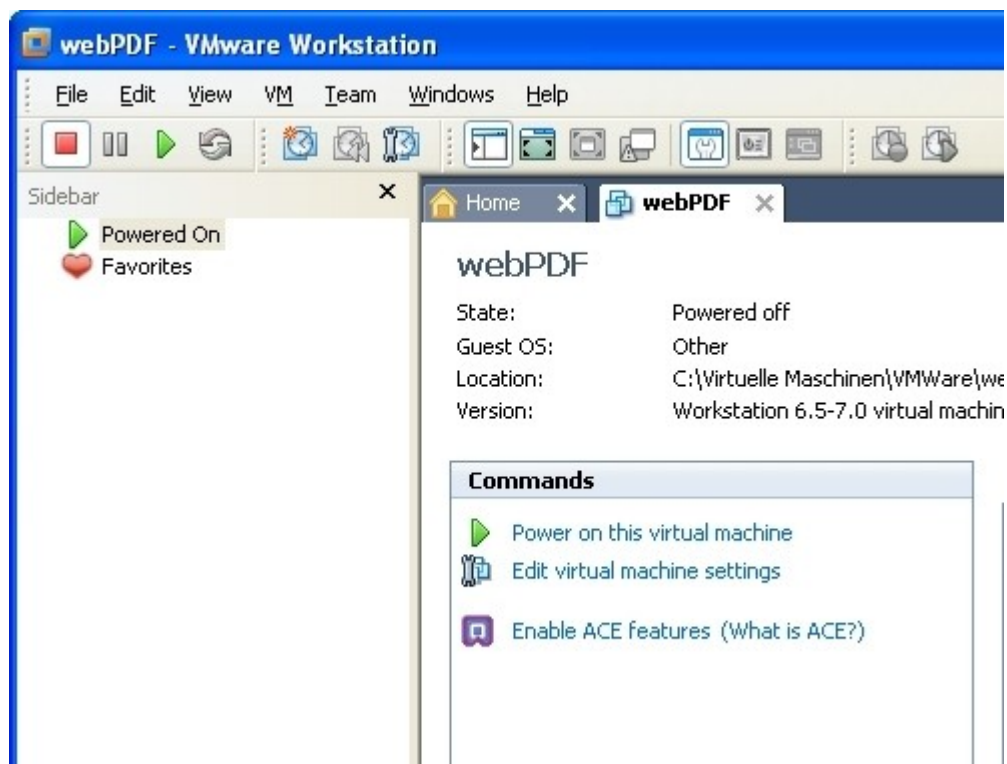 webPDF - VMware Workstation
File Edit View VM Team Windows Help
Sidebar
Powered On
Favorites
Home webPDF
webPDF
State: Powered off
Guest OS: Other
Location: C:\Virtuelle Maschinen\VMWare\we
Version: Workstation 6.5-7.0 virtual machin
Commands
Power on this virtual machine
Edit virtual machine settings
Enable ACE features (What is ACE?)